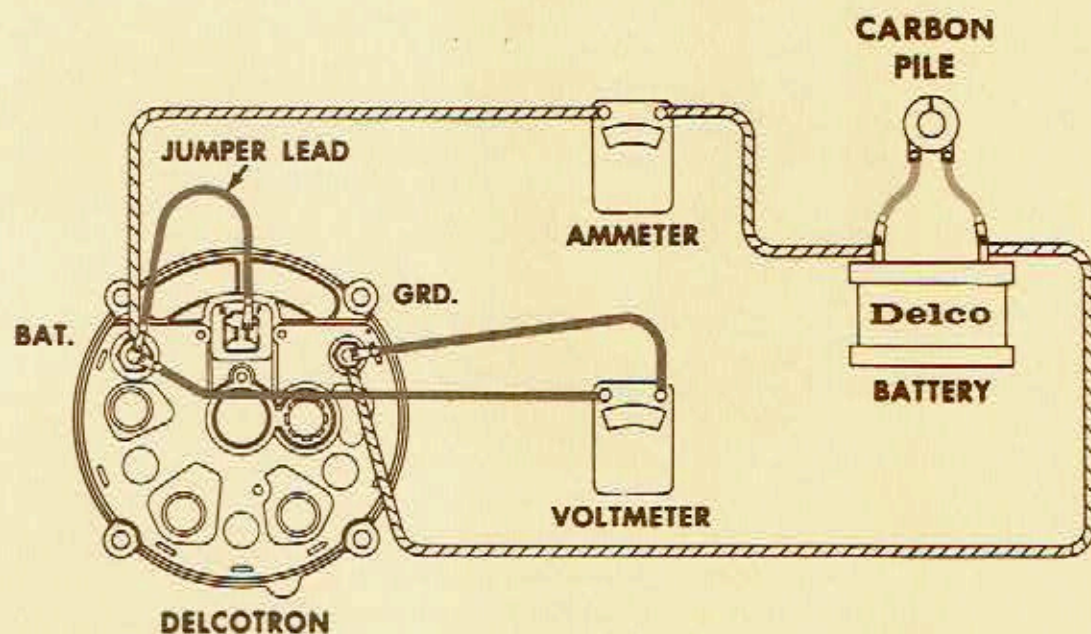 CARBON
PILE
JUMPER LEAD
AMMETER
GRD.
BAT.
Delco
BATTERY
VOLTMETER
DELCOTRON